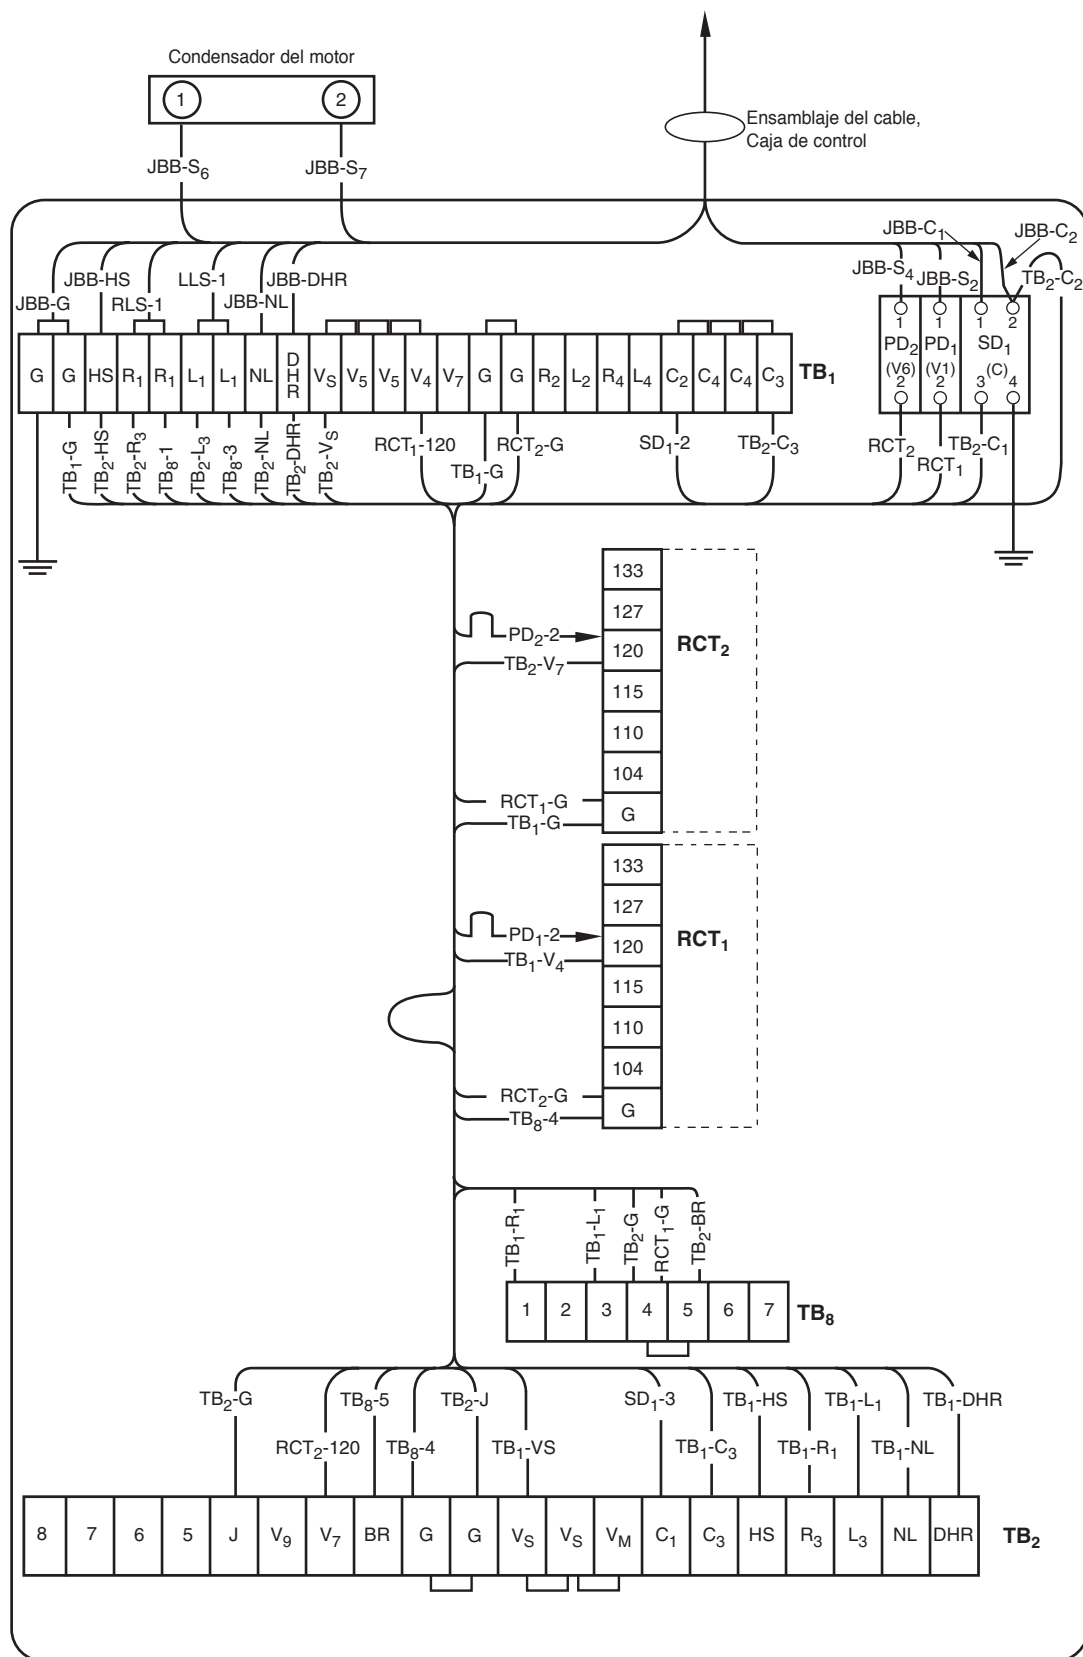 Condensador del motor
1 2
Ensamblaje del cable,
Caja de control
JBB-S6 JBB-S7
JBB-C1 JBB-C2
JBB-HS LLS-1 JBB-DHR JBB-S4 JBB-S2 TB2-C2
JBB-G RLS-1 JBB-NL
1 1 1 2
PD2 PD1 SD1
(V6) (V1) (C)
2 2 3 4
G G HS R1 R1 L1 L1 NL DHR VS V5 V5 V4 V7 G G R2 L2 R4 L4 C2 C4 C4 C3 TB1
TB1-G TB2-HS TB2-R3 TB8-1 TB2-L3 TB8-3 TB2-NL TB2-DHR TB2-VS RCT1-120 TB1-G RCT2-G SD1-2 TB2-C3 RCT2 RCT1 TB2-C1
133
127
PD2-2 120 RCT2
TB2-V7
115
110
104
RCT1-G G
TB1-G
133
127
PD1-2 120 RCT1
TB1-V4
115
110
104
RCT2-G G
TB8-4
TB1-R1 TB1-L1 TB2-G RCT1-G TB2-BR
1 2 3 4 5 6 7 TB8
TB2-G TB8-5 TB2-J SD1-3 TB1-HS TB1-L1 TB1-DHR
RCT2-120 TB8-4 TB1-VS TB1-C3 TB1-R1 TB1-NL
8 7 6 5 J V9 V7 BR G G VS VS VM C1 C3 HS R3 L3 NL DHR TB2